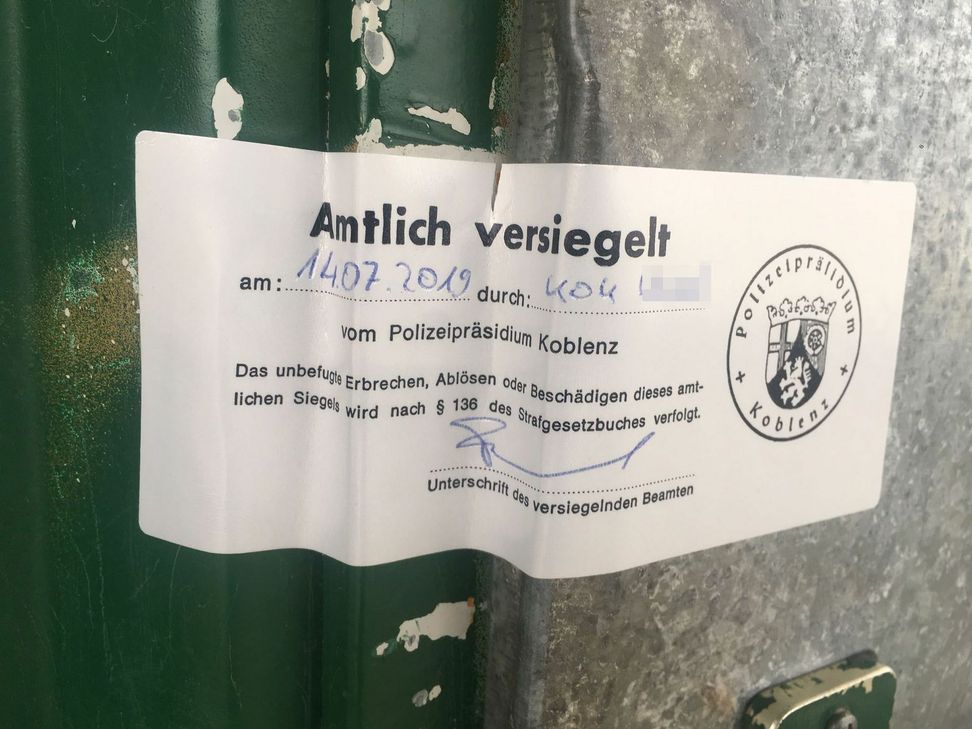 Amtlich versiegelt
am: 14.07.2019 durch: KOK
vom Polizeipräsidium Koblenz
Das unbefugte Erbrechen, Ablösen oder Beschädigen dieses amt-
lichen Siegels wird nach § 136 des Strafgesetzbuches verfolgt.
Unterschrift des versiegelnden Beamten
Polizeipräsidium
Koblenz